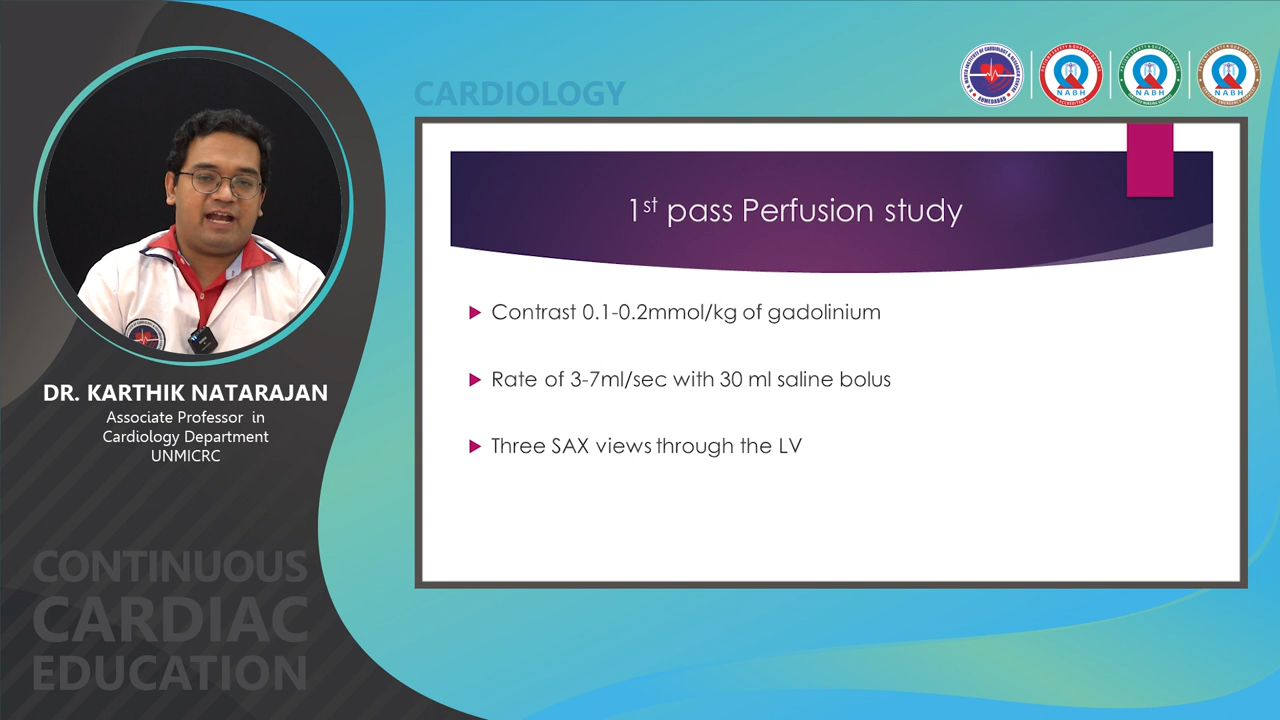 CARDIOLOGY
NABH
NABH
NABH
1st pass Perfusion study
Contrast 0.1-0.2mmol/kg of gadolinium
Rate of 3-7ml/sec with 30 ml saline bolus
Three SAX views through the LV
DR. KARTHIK NATARAJAN
Associate Professor in
Cardiology Department
UNMICRC
CONTINUOUS
CARDIAC
EDUCATION